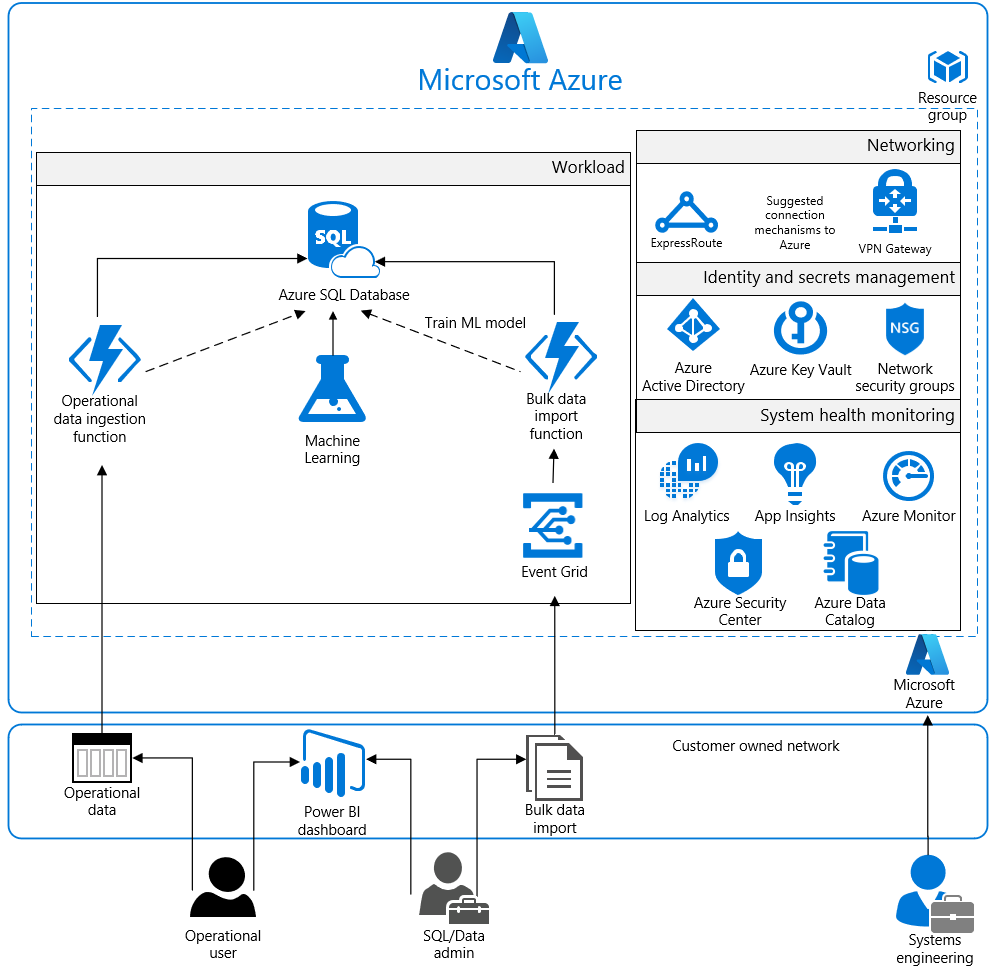 Microsoft Azure
Resource
group
Networking
Workload
ExpressRoute
Suggested
connection
mechanisms to
Azure
VPN Gateway
SQL
Azure SQL Database
Identity and secrets management
Train ML model
NSG
Azure
Active Directory
Azure Key Vault
Network
security groups
Operational
data ingestion
function
Machine
Learning
Bulk data
import
function
System health monitoring
Log Analytics
App Insights
Azure Monitor
Event Grid
Azure Security
Center
Azure Data
Catalog
Microsoft
Azure
Customer owned network
Operational
data
Power BI
dashboard
Bulk data
import
Operational
user
SQL/Data
admin
Systems
engineering